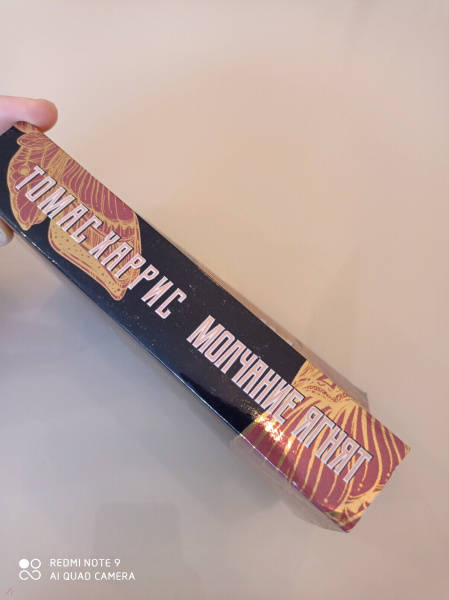 ТОМАС ХАРРИС МОЛЧАНИЕ ЯГНЯТ
REDMI NOTE 9
AI QUAD CAMERA